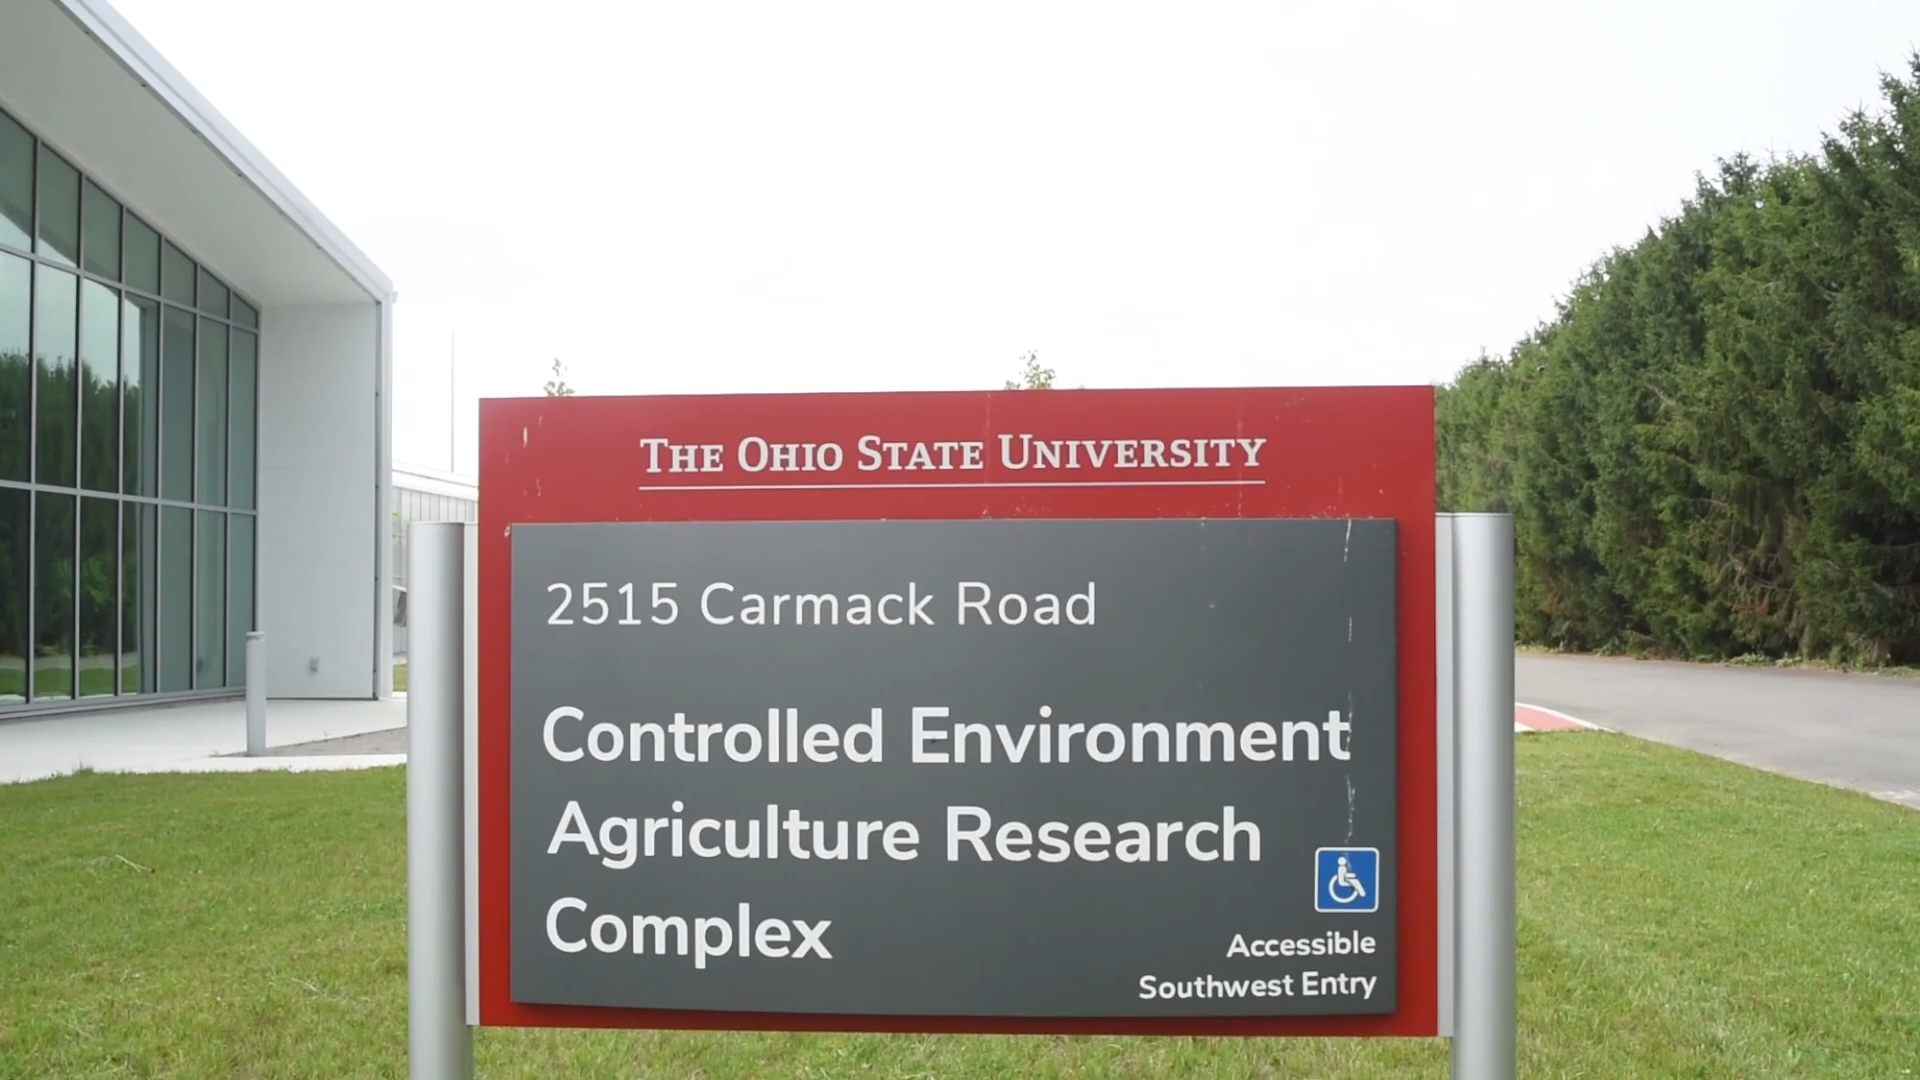 THE OHIO STATE UNIVERSITY
2515 Carmack Road
Controlled Environment
Agriculture Research
Complex
Accessible
Southwest Entry